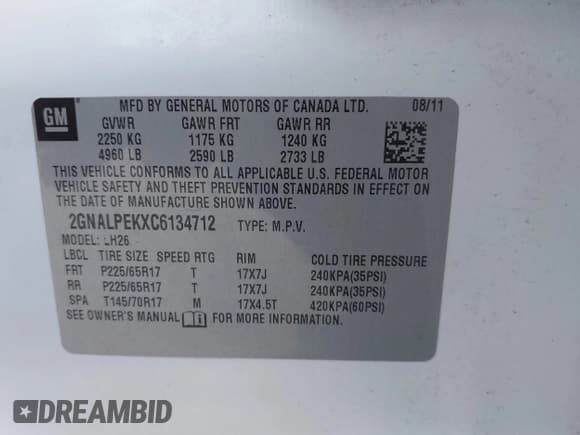 GM
MFD BY GENERAL MOTORS OF CANADA LTD. 08/11
GVWR GAWR FRT GAWR RR
2250 KG 1175 KG 1240 KG
4960 LB 2590 LB 2733 LB
THIS VEHICLE CONFORMS TO ALL APPLICABLE U.S. FEDERAL MOTOR
VEHICLE SAFETY AND THEFT PREVENTION STANDARDS IN EFFECT ON
THE DATE OF MANUFACTURE SHOWN ABOVE.
2GNALPEKXC6134712 TYPE: M.P.V.
MODEL: LH26
LBCL TIRE SIZE SPEED RTG RIM COLD TIRE PRESSURE
FRT P225/65R17 T 17X7J 240KPA(35PSI)
RR P225/65R17 T 17X7J 240KPA(35PSI)
SPA T145/70R17 M 17X4.5T 420KPA(60PSI)
SEE OWNER'S MANUAL FOR MORE INFORMATION.
DREAMBID